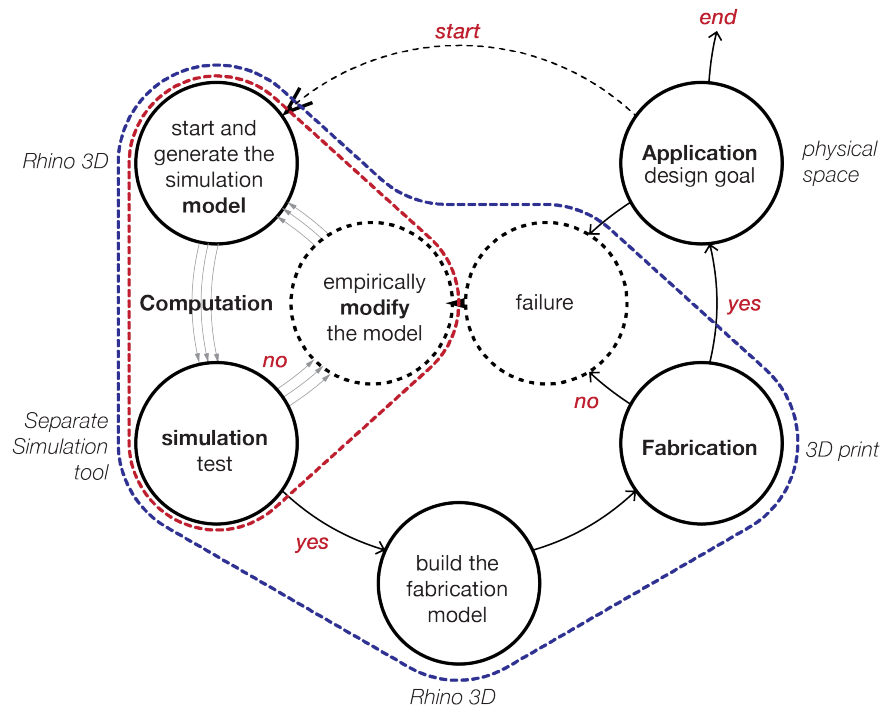 end
start
start and
generate the
simulation
model
Rhino 3D
Application
design goal
physical
space
empirically
modify
the model
failure
Computation
yes
no
no
Separate
Simulation
tool
simulation
test
Fabrication
3D print
yes
build the
fabrication
model
Rhino 3D